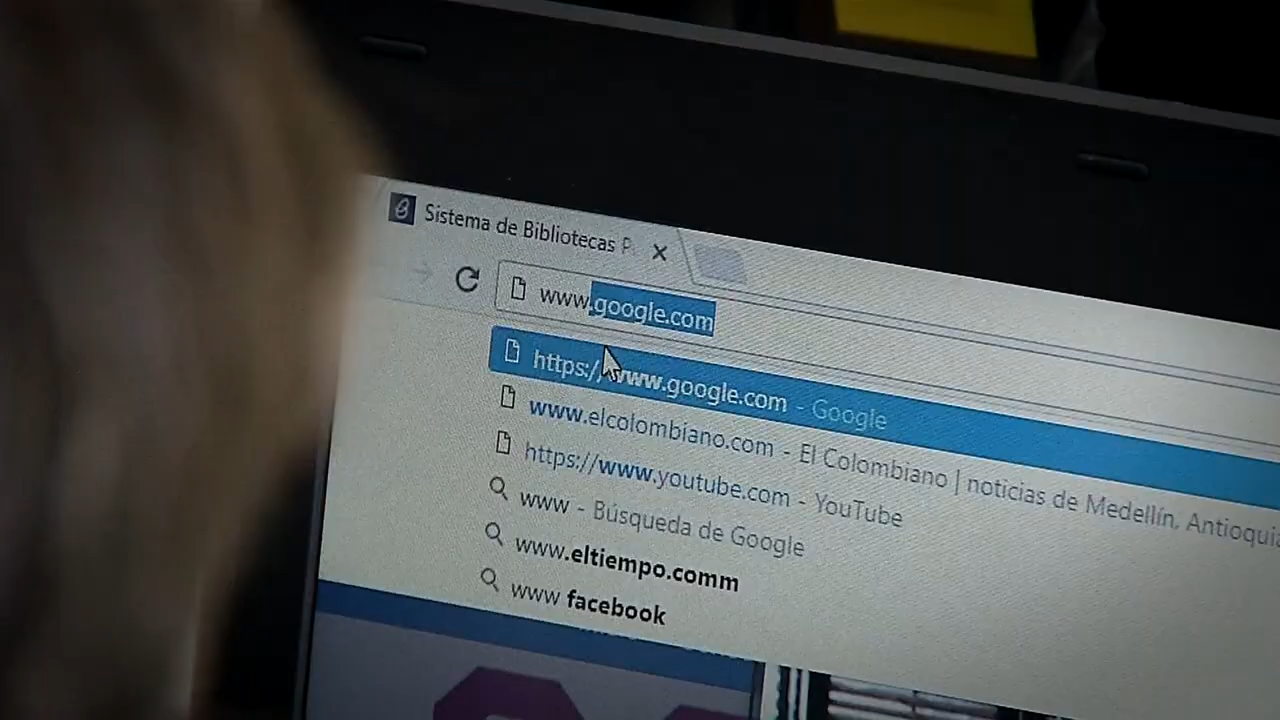 Sistema de Bibliotecas P
www.google.com
https://www.google.com - Google
www.elcolombiano.com - El Colombiano | noticias de Medellín, Antioquia
https://www.youtube.com - YouTube
www - Búsqueda de Google
www.eltiempo.comm
www facebook